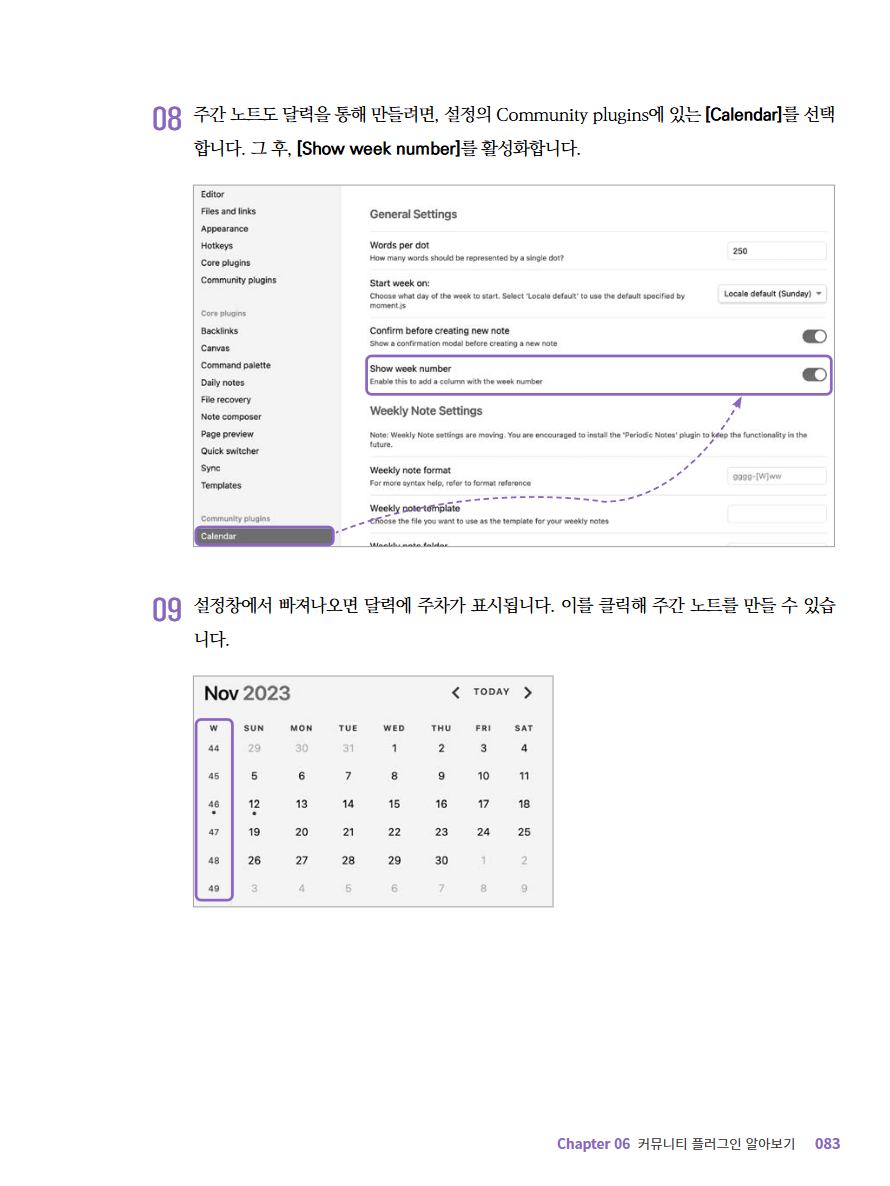 08 주간 노트도 달력을 통해 만들려면, 설정의 Community plugins에 있는 [Calendar]를 선택
합니다. 그 후, [Show week number]를 활성화합니다.
Editor
Files and links
Appearance
Hotkeys
Core plugins
Community plugins
Core plugins
Backlinks
Canvas
Command palette
Daily notes
File recovery
Note composer
Page preview
Quick switcher
Sync
Templates
Community plugins
Calendar
General Settings
Words per dot
How many words should be represented by a single dot?
250
Start week on:
Choose what day of the week to start. Select 'Locale default' to use the default specified by
moment.js
Locale default (Sunday)
Confirm before creating new note
Show a confirmation modal before creating a new note
Show week number
Enable this to add a column with the week number
Weekly Note Settings
Note: Weekly Note settings are moving. You are encouraged to install the 'Periodic Notes' plugin to keep the functionality in the
future.
Weekly note format
For more syntax help, refer to format reference
gggg-[W]ww
Weekly note template
Choose the file you want to use as the template for your weekly notes
Weekly note folder
09 설정창에서 빠져나오면 달력에 주차가 표시됩니다. 이를 클릭해 주간 노트를 만들 수 있습
니다.
Nov 2023 TODAY
W SUN MON TUE WED THU FRI SAT
44 29 30 31 1 2 3 4
45 5 6 7 8 9 10 11
46 12 13 14 15 16 17 18
47 19 20 21 22 23 24 25
48 26 27 28 29 30 1 2
49 3 4 5 6 7 8 9
Chapter 06 커뮤니티 플러그인 알아보기 083